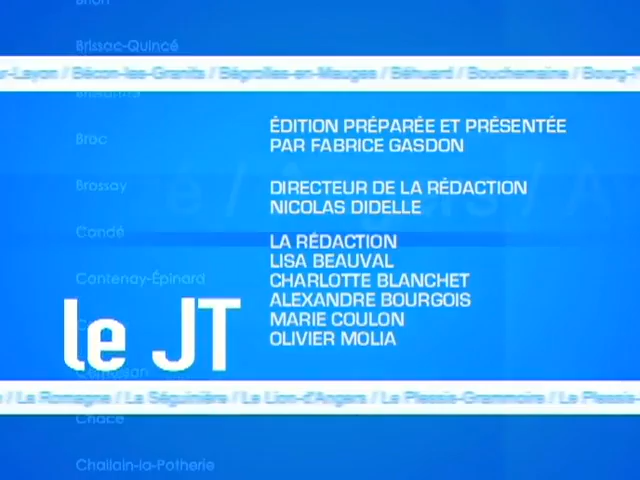 Brion
Brissac-Quincé
/ Bécon-les-Granits / Bégrolles-en-Mauges / Béhuard / Bouchemaine /
Broc
Brossay
Candé
Cantenay-Épinard
ÉDITION PRÉPARÉE ET PRÉSENTÉE
PAR FABRICE GASDON
DIRECTEUR DE LA RÉDACTION
NICOLAS DIDELLE
LA RÉDACTION
LISA BEAUVAL
CHARLOTTE BLANCHET
ALEXANDRE BOURGOIS
MARIE COULON
OLIVIER MOLIA
le JT
/ La Romagne / La Séguinière / Le Lion-d'Angers / Le Plessis-Grammoire / Le Plessis-
Chacé
Challain-la-Potherie